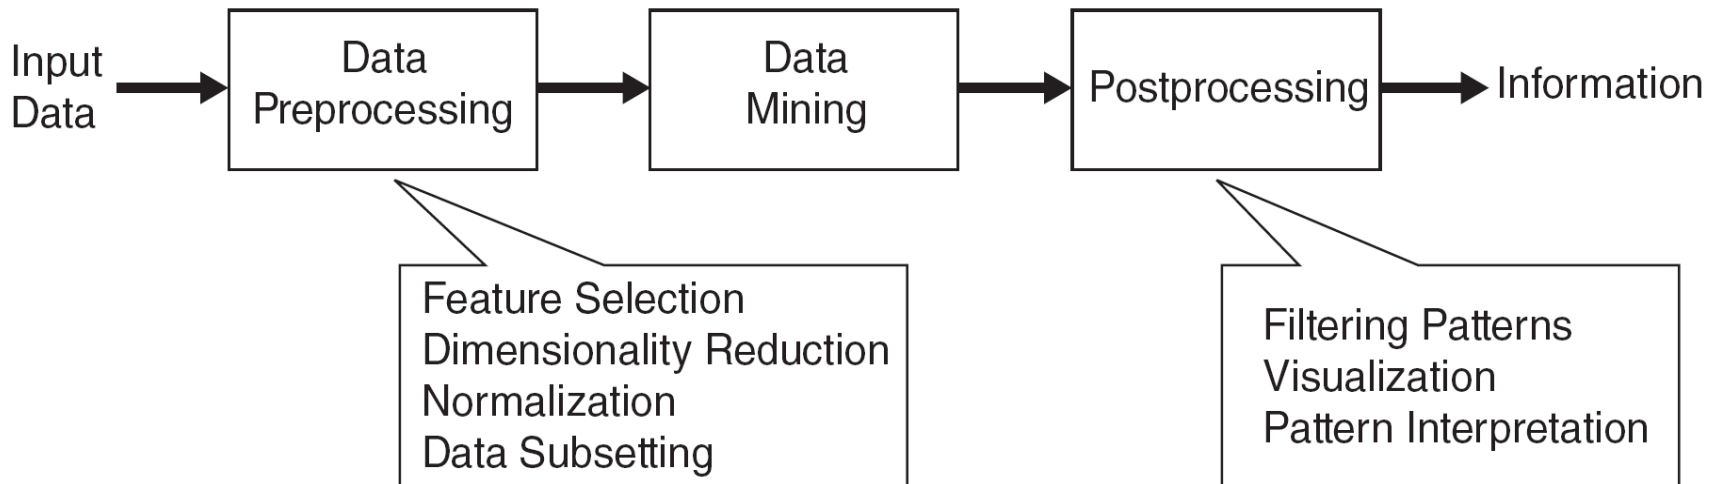 Input
Data
Data
Preprocessing
Data
Mining
Postprocessing
Information
Feature Selection
Dimensionality Reduction
Normalization
Data Subsetting
Filtering Patterns
Visualization
Pattern Interpretation